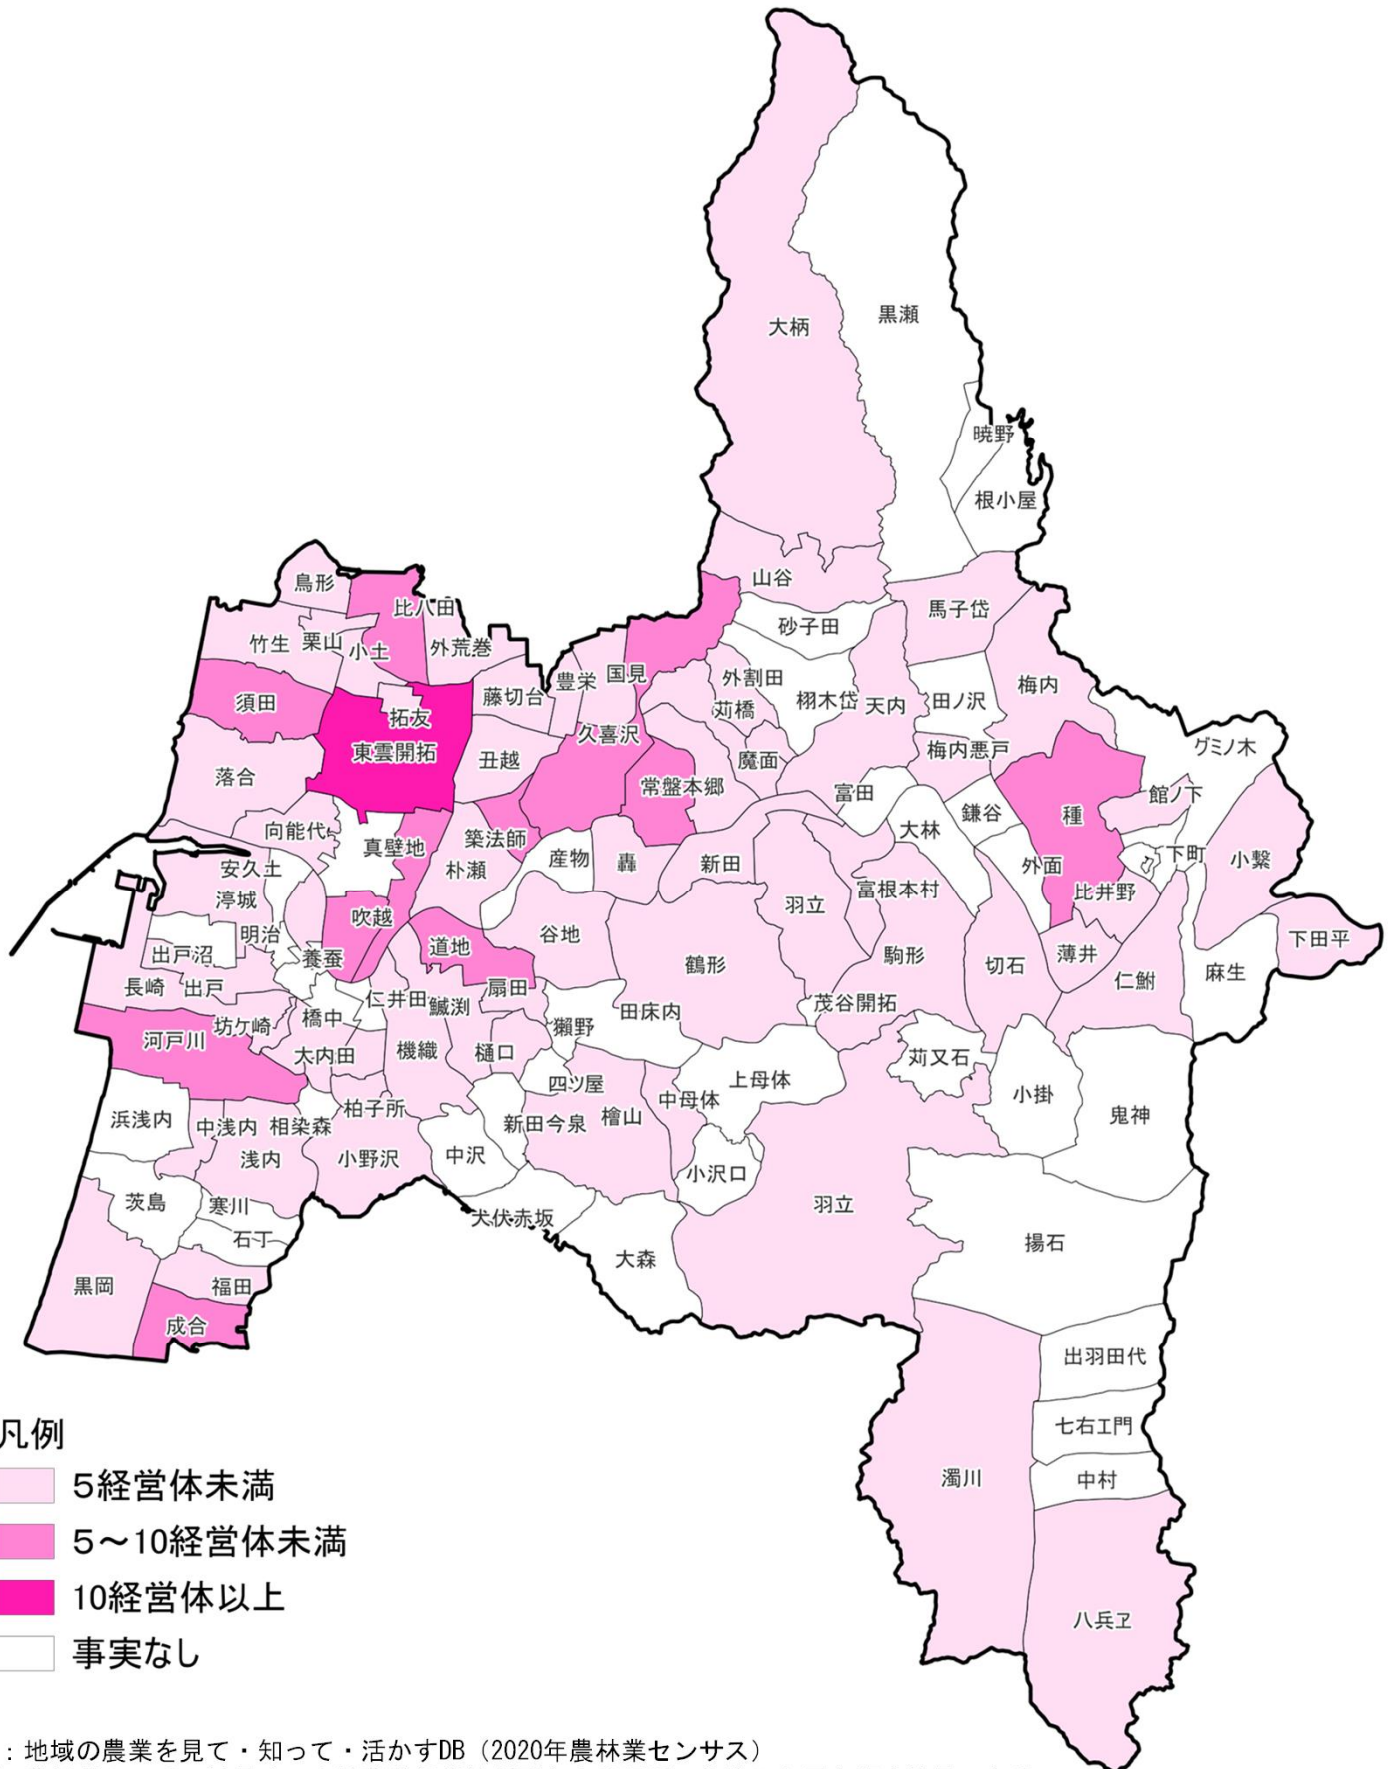 大柄
黒瀬
暁野
根小屋
山谷
鳥形
比八田
馬子岱
砂子田
竹生
栗山
小土
外荒巻
国見
豊栄
外割田
梅内
須田
藤切台
苅橋
栩木岱
天内
田ノ沢
拓友
久喜沢
東雲開拓
丑越
魔面
梅内悪戸
グミノ木
落合
常盤本郷
富田
館ノ下
種
鎌谷
向能代
大林
真壁地
築法師
下町
安久土
朴瀬
産物
轟
新田
外面
小繋
渟城
富根本村
比井野
吹越
羽立
明治
道地
谷地
下田平
出戸沼
養蚕
鶴形
駒形
切石
薄井
麻生
長崎
出戸
仁井田
鰄渕
扇田
仁鮒
橋中
田床内
茂谷開拓
坊ケ崎
獺野
河戸川
大内田
機織
樋口
苅又石
四ツ屋
上母体
小掛
柏子所
中母体
浜浅内
中浅内
相染森
新田今泉
檜山
鬼神
浅内
小野沢
中沢
小沢口
茨島
寒川
羽立
犬伏赤坂
石丁
揚石
大森
黒岡
福田
成合
出羽田代
七右エ門
濁川
中村
八兵ヱ
凡例
5経営体未満
5～10経営体未満
10経営体以上
事実なし
：地域の農業を見て・知って・活かすDB（2020年農林業センサス）